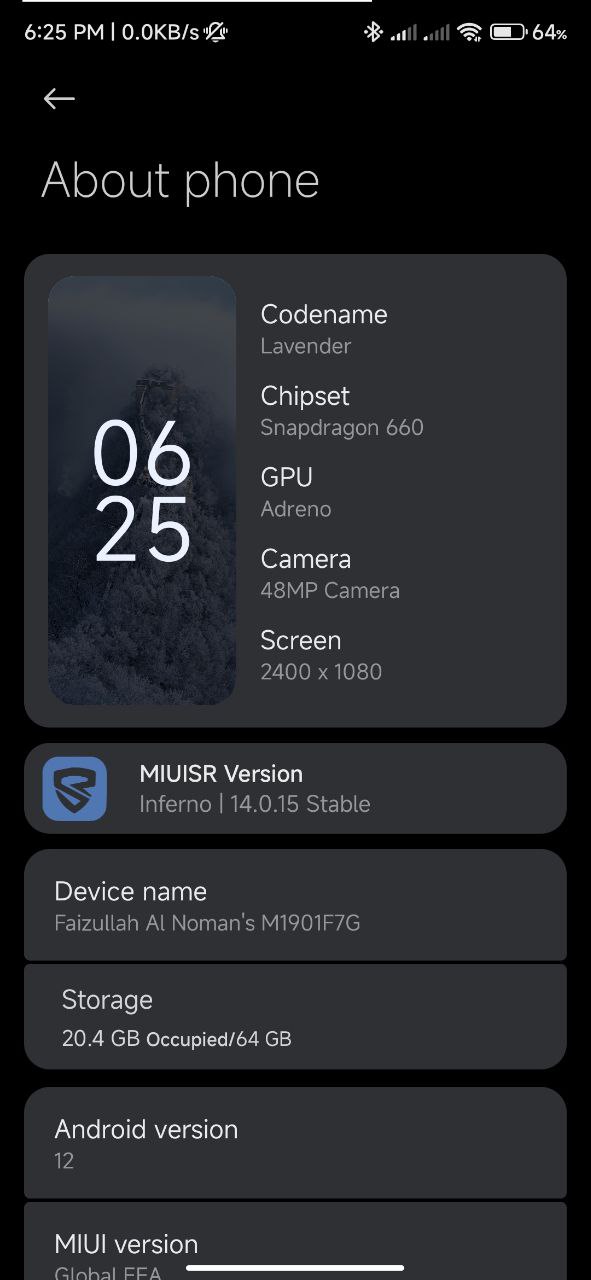 6:25 PM | 0.0KB/s
64%
About phone
06
25
Codename
Lavender
Chipset
Snapdragon 660
GPU
Adreno
Camera
48MP Camera
Screen
2400 x 1080
MIUISR Version
Inferno | 14.0.15 Stable
Device name
Faizullah Al Noman's M1901F7G
Storage
20.4 GB Occupied/64 GB
Android version
12
MIUI version
Global EEA